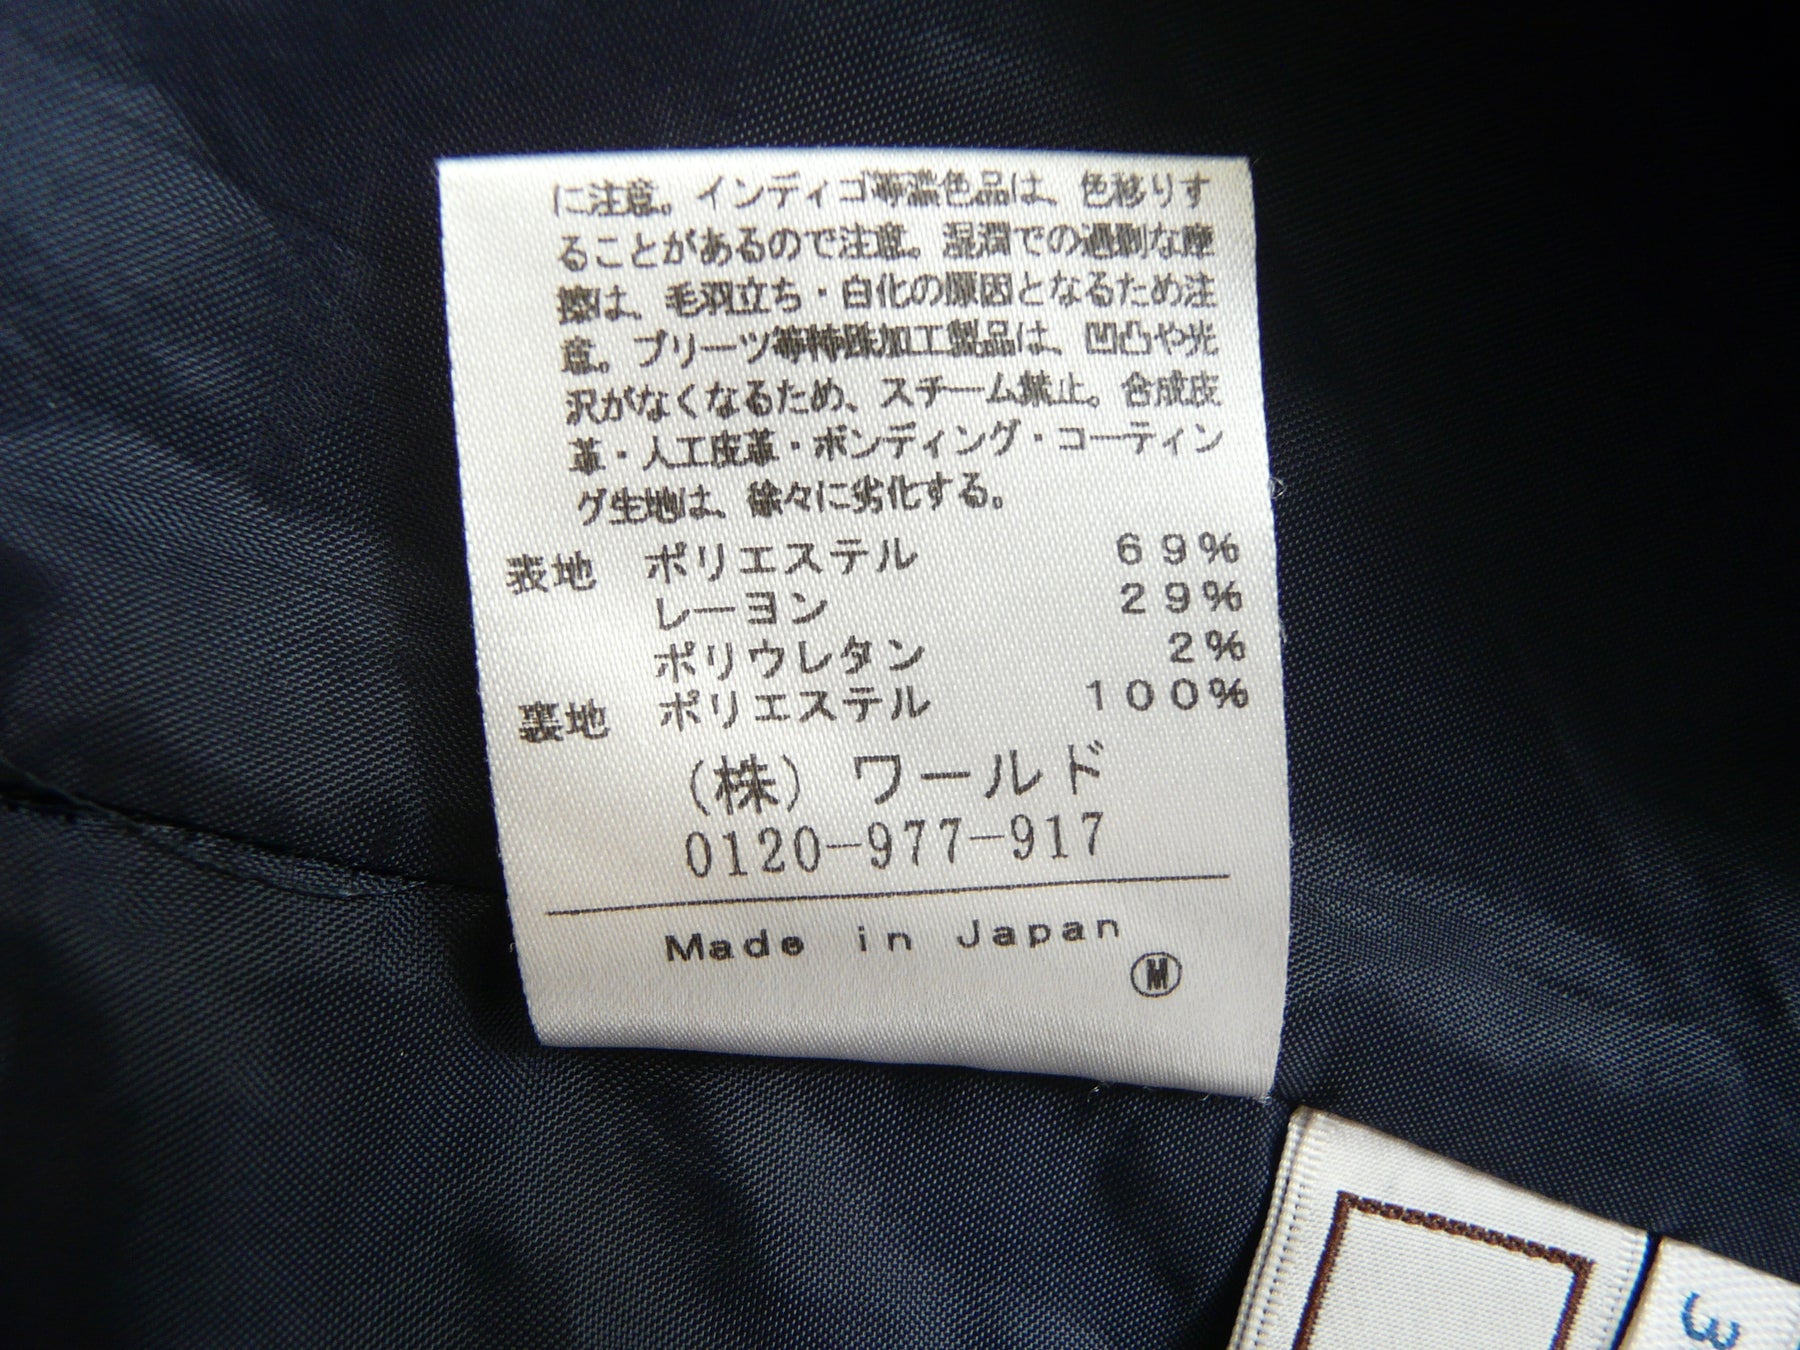 に注意。インディゴ等濃色品は、色移りす
ることがあるので注意。湿潤での過剰な摩
擦は、毛羽立ち・白化の原因となるため注
意。プリーツ等特殊加工製品は、凹凸や光
沢がなくなるため、スチーム禁止。合成皮
革・人工皮革・ボンディング・コーティン
グ生地は、徐々に劣化する。
表地 ポリエステル 69%
レーヨン 29%
ポリウレタン 2%
裏地 ポリエステル 100%
(株)ワールド
0120-977-917
Made in Japan
Ⓜ
3